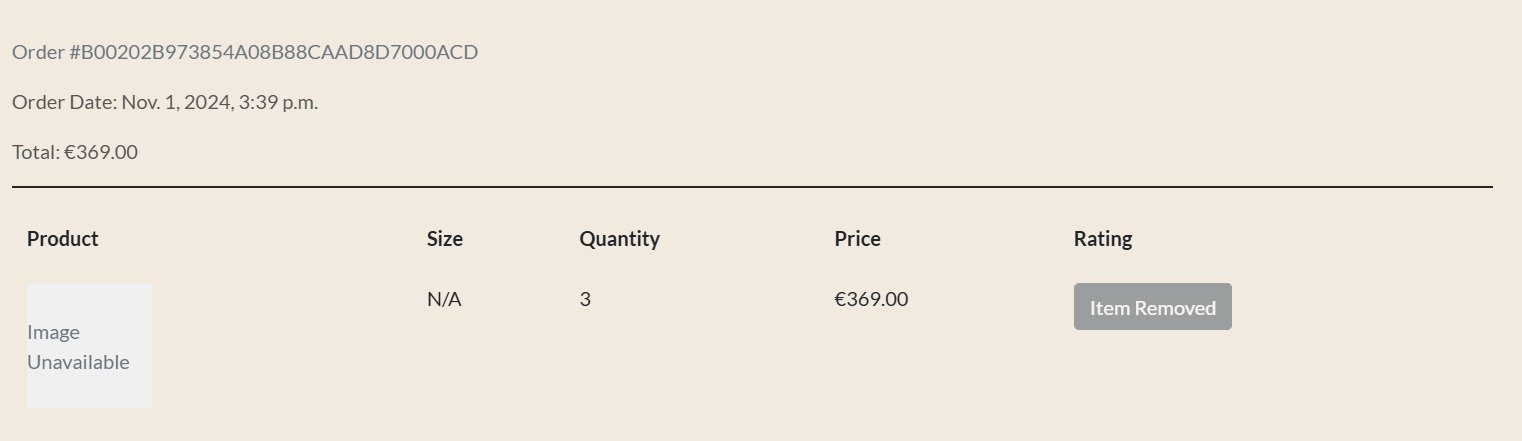 Order #B00202B973854A08B88CAAD8D7000ACD
Order Date: Nov. 1, 2024, 3:39 p.m.
Total: €369.00
Product Size Quantity Price Rating
Image
Unavailable
N/A 3 €369.00 Item Removed